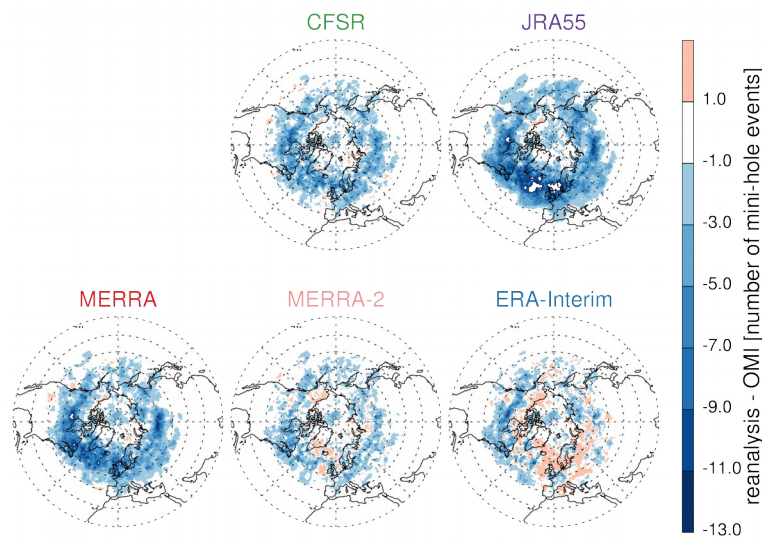 CFSR
JRA55
MERRA
MERRA-2
ERA-Interim
1.0
-1.0
-3.0
-5.0
-7.0
-9.0
-11.0
-13.0
reanalysis - OMI [number of mini-hole events]